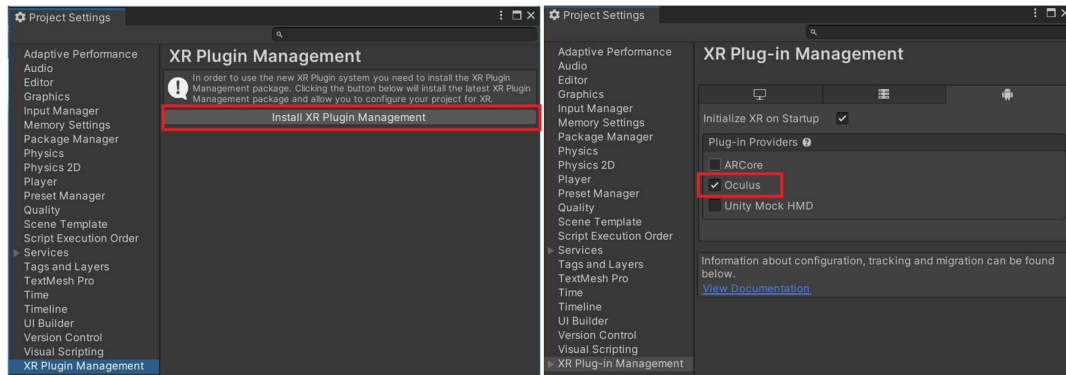 Project Settings
Adaptive Performance
Audio
Editor
Graphics
Input Manager
Memory Settings
Package Manager
Physics
Physics 2D
Player
Preset Manager
Quality
Scene Template
Script Execution Order
Services
Tags and Layers
TextMesh Pro
Time
Timeline
UI Builder
Version Control
Visual Scripting
XR Plugin Management
XR Plugin Management
In order to use the new XR Plugin system you need to install the XR Plugin
Management package. Clicking the button below will install the latest XR Plugin
Management package and allow you to configure your project for XR.
Install XR Plugin Management
Project Settings
Adaptive Performance
Audio
Editor
Graphics
Input Manager
Memory Settings
Package Manager
Physics
Physics 2D
Player
Preset Manager
Quality
Scene Template
Script Execution Order
Services
Tags and Layers
TextMesh Pro
Time
Timeline
UI Builder
Version Control
Visual Scripting
XR Plug-in Management
XR Plug-in Management
Initialize XR on Startup
Plug-in Providers
ARCore
Oculus
Unity Mock HMD
Information about configuration, tracking and migration can be found
below.
View Documentation